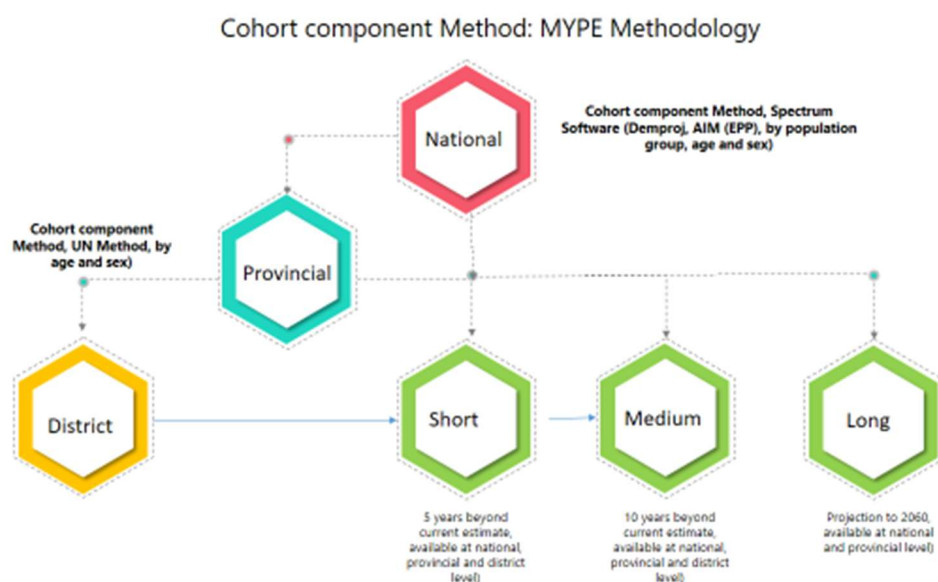 Cohort component Method: MYPE Methodology
National
Cohort component Method, Spectrum
Software (Demproj, AIM (EPP), by population
group, age and sex)
Cohort component
Method, UN Method, by
age and sex)
Provincial
District
Short
Medium
Long
5 years beyond
current estimate,
available at national,
provincial and district
level)
10 years beyond
current estimate,
available at national,
provincial and district
level)
Projection to 2060,
available at national
and provincial level)